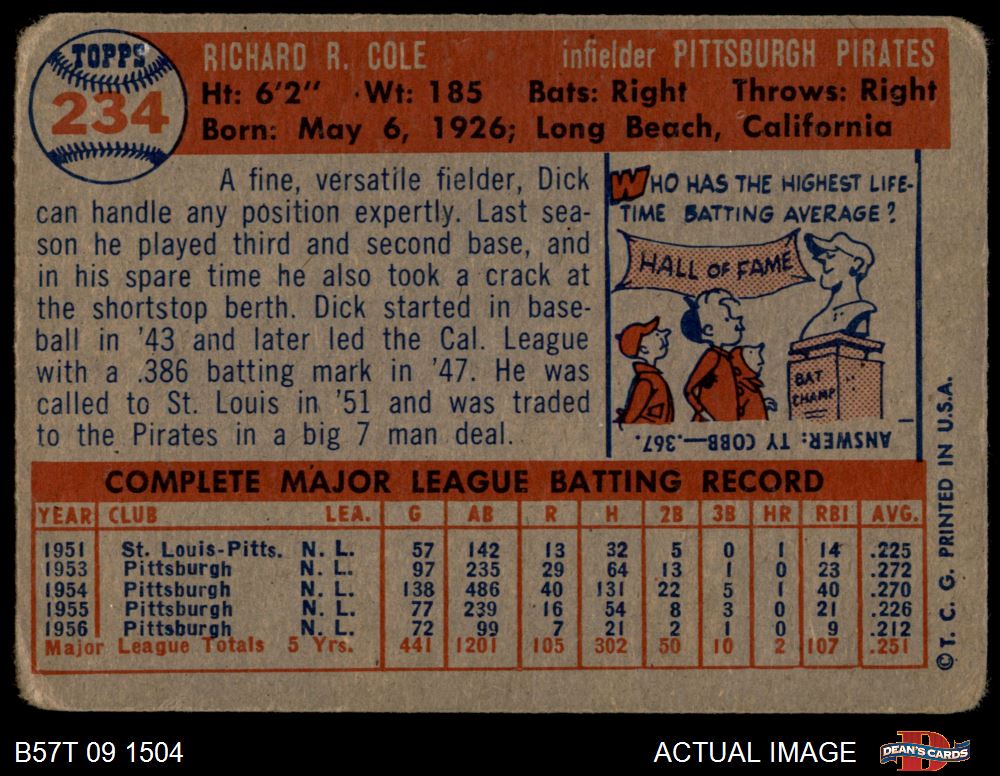 TOPPS
234
RICHARD R. COLE infielder PITTSBURGH PIRATES
Ht: 6'2" Wt: 185 Bats: Right Throws: Right
Born: May 6, 1926; Long Beach, California
A fine, versatile fielder, Dick
can handle any position expertly. Last sea-
son he played third and second base, and
in his spare time he also took a crack at
the shortstop berth. Dick started in base-
ball in '43 and later led the Cal. League
with a .386 batting mark in '47. He was
called to St. Louis in '51 and was traded
to the Pirates in a big 7 man deal.
WHO HAS THE HIGHEST LIFE-
TIME BATTING AVERAGE?
HALL OF FAME
BAT
CHAMP
ANSWER: TY COBB—.367.
COMPLETE MAJOR LEAGUE BATTING RECORD
YEAR CLUB LEA. G AB R H 2B 3B HR RBI AVG.
1951 St. Louis-Pitts. N. L. 57 142 13 32 5 0 1 14 .225
1953 Pittsburgh N. L. 97 235 29 64 13 1 0 23 .272
1954 Pittsburgh N. L. 138 486 40 131 22 5 1 40 .270
1955 Pittsburgh N. L. 77 239 16 54 8 3 0 21 .226
1956 Pittsburgh N. L. 72 99 7 21 2 1 0 9 .212
Major League Totals 5 Yrs. 441 1201 105 302 50 10 2 107 .251
© T. C. G. PRINTED IN U.S.A.
B57T 09 1504
ACTUAL IMAGE
D
DEAN'S CARDS